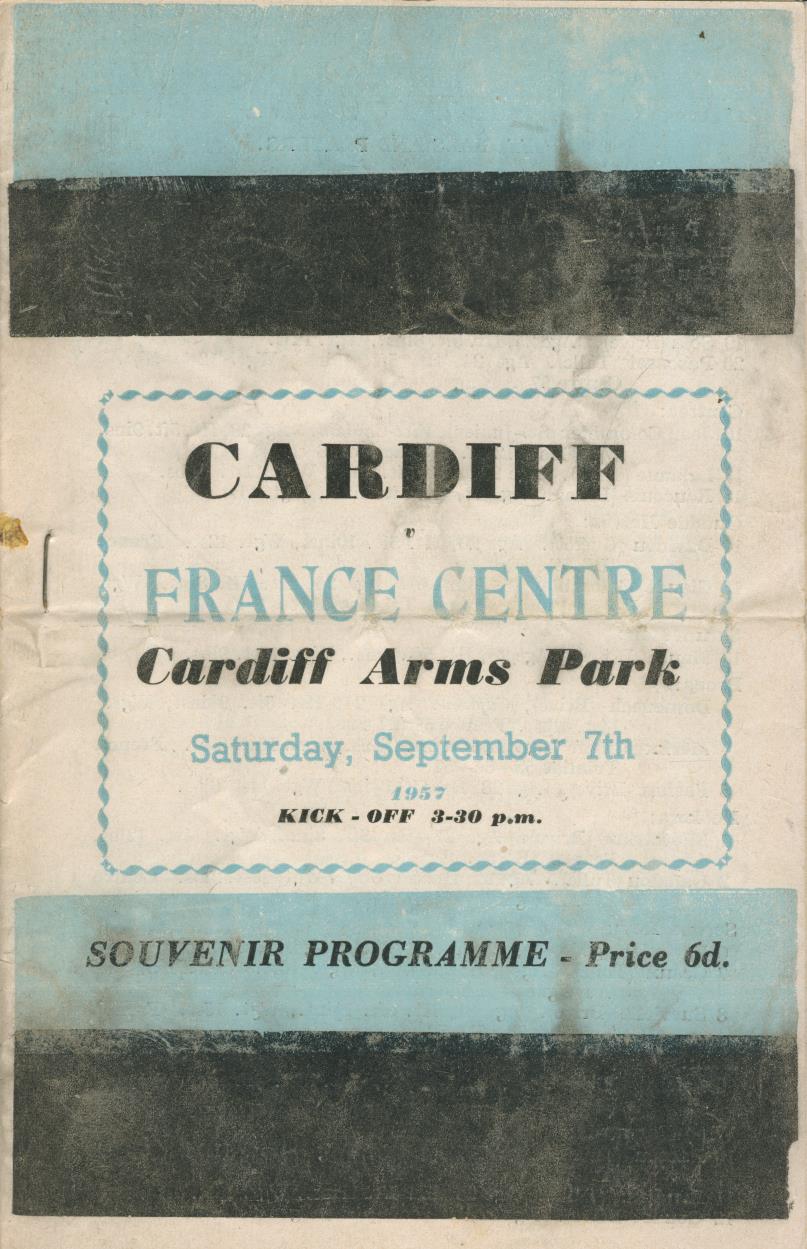 CARDIFF
v
FRANCE CENTRE
Cardiff Arms Park
Saturday, September 7th
1957
KICK - OFF 3-30 p.m.
SOUVENIR PROGRAMME - Price 6d.